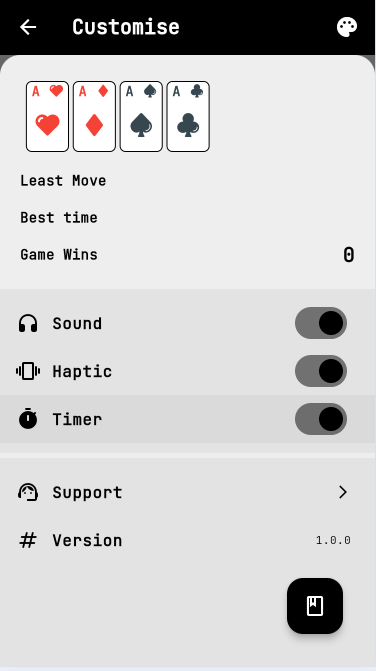 Customise
A A A A
Least Move
Best time
Game Wins 0
Sound
Haptic
Timer
Support
Version 1.0.0